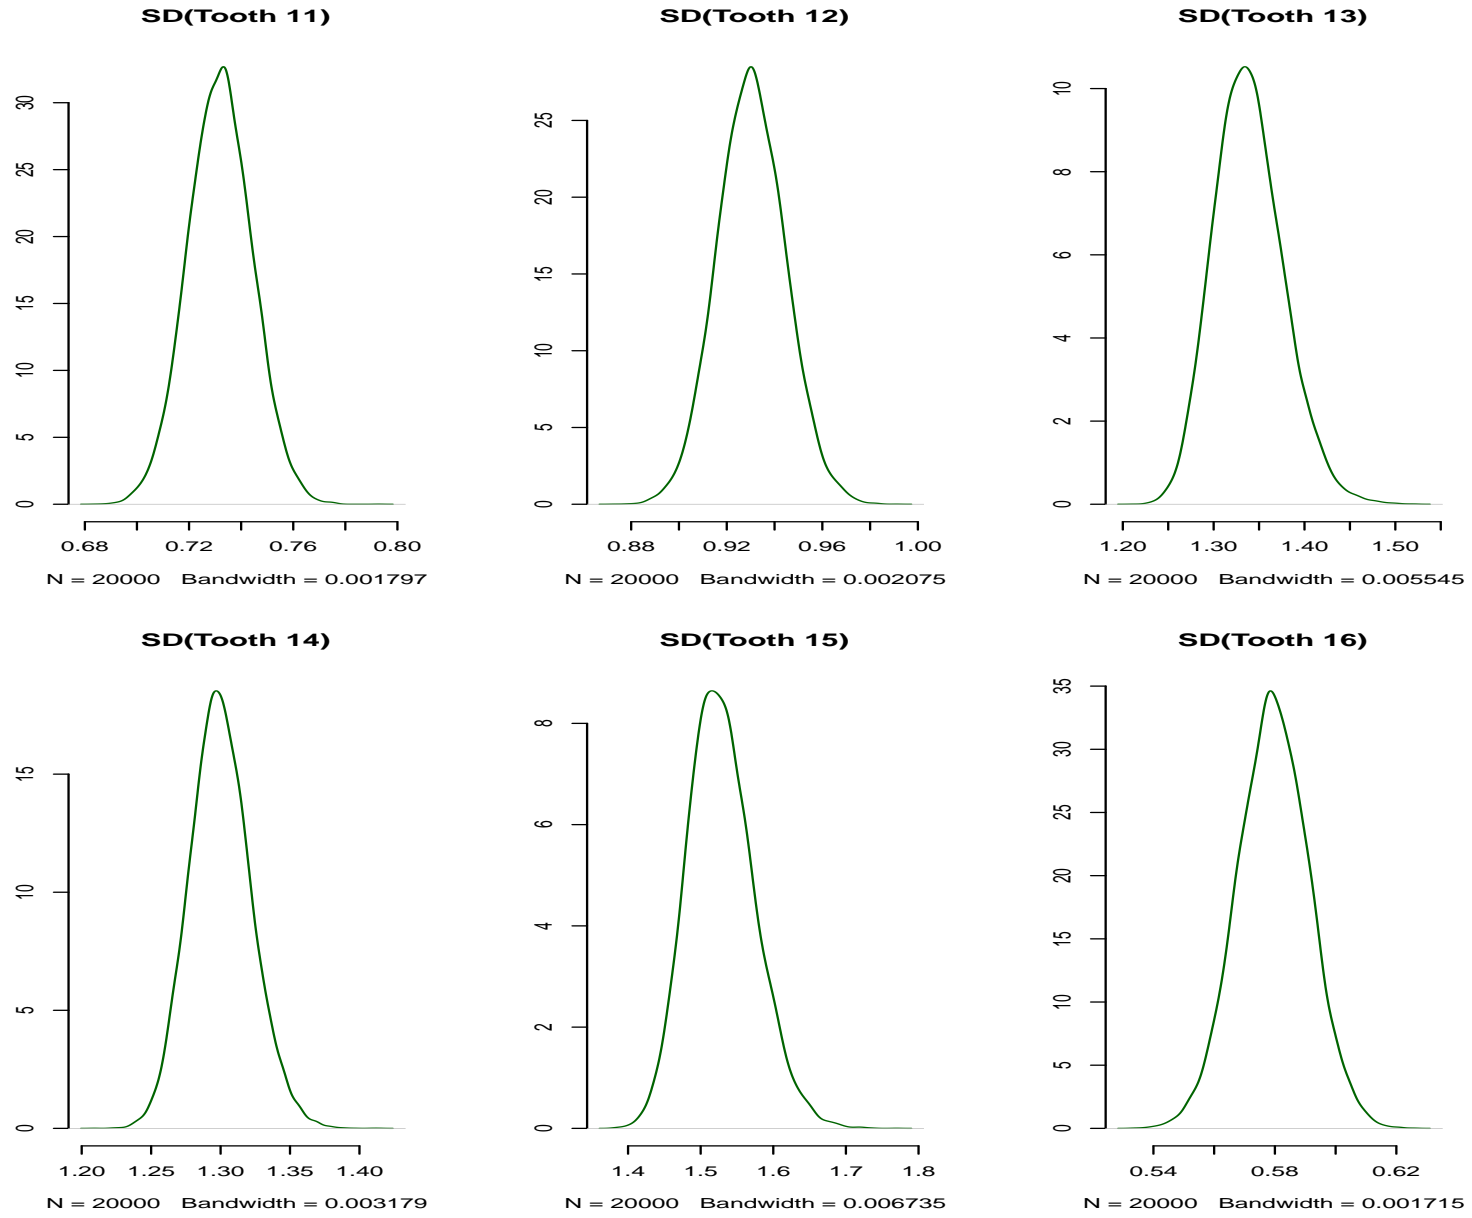 SD(Tooth 11)
30
25
20
15
10
5
0
0.68 0.72 0.76 0.80
N = 20000 Bandwidth = 0.001797
SD(Tooth 12)
25
20
15
10
5
0
0.88 0.92 0.96 1.00
N = 20000 Bandwidth = 0.002075
SD(Tooth 13)
10
8
6
4
2
0
1.20 1.30 1.40 1.50
N = 20000 Bandwidth = 0.005545
SD(Tooth 14)
15
10
5
0
1.20 1.25 1.30 1.35 1.40
N = 20000 Bandwidth = 0.003179
SD(Tooth 15)
8
6
4
2
0
1.4 1.5 1.6 1.7 1.8
N = 20000 Bandwidth = 0.006735
SD(Tooth 16)
35
30
25
20
15
10
5
0
0.54 0.58 0.62
N = 20000 Bandwidth = 0.001715